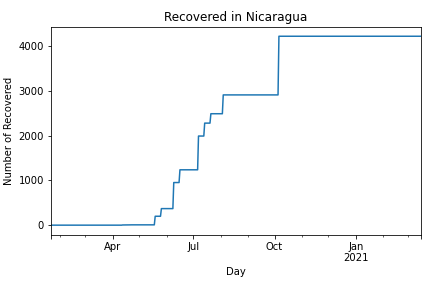 Recovered in Nicaragua
Number of Recovered
4000
3000
2000
1000
0
Apr
Jul
Oct
Jan
2021
Day